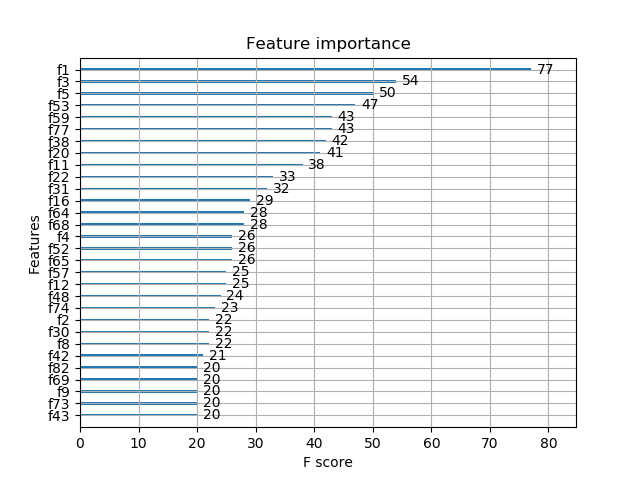 Feature importance
f1 77
f3 54
f5 50
f53 47
f59 43
f77 43
f38 42
f20 41
f11 38
f22 33
f31 32
f16 29
f64 28
f68 28
f4 26
f52 26
f65 26
f57 25
f12 25
f48 24
f74 23
f2 22
f30 22
f8 22
f42 21
f82 20
f69 20
f9 20
f73 20
f43 20
Features
0 10 20 30 40 50 60 70 80
F score